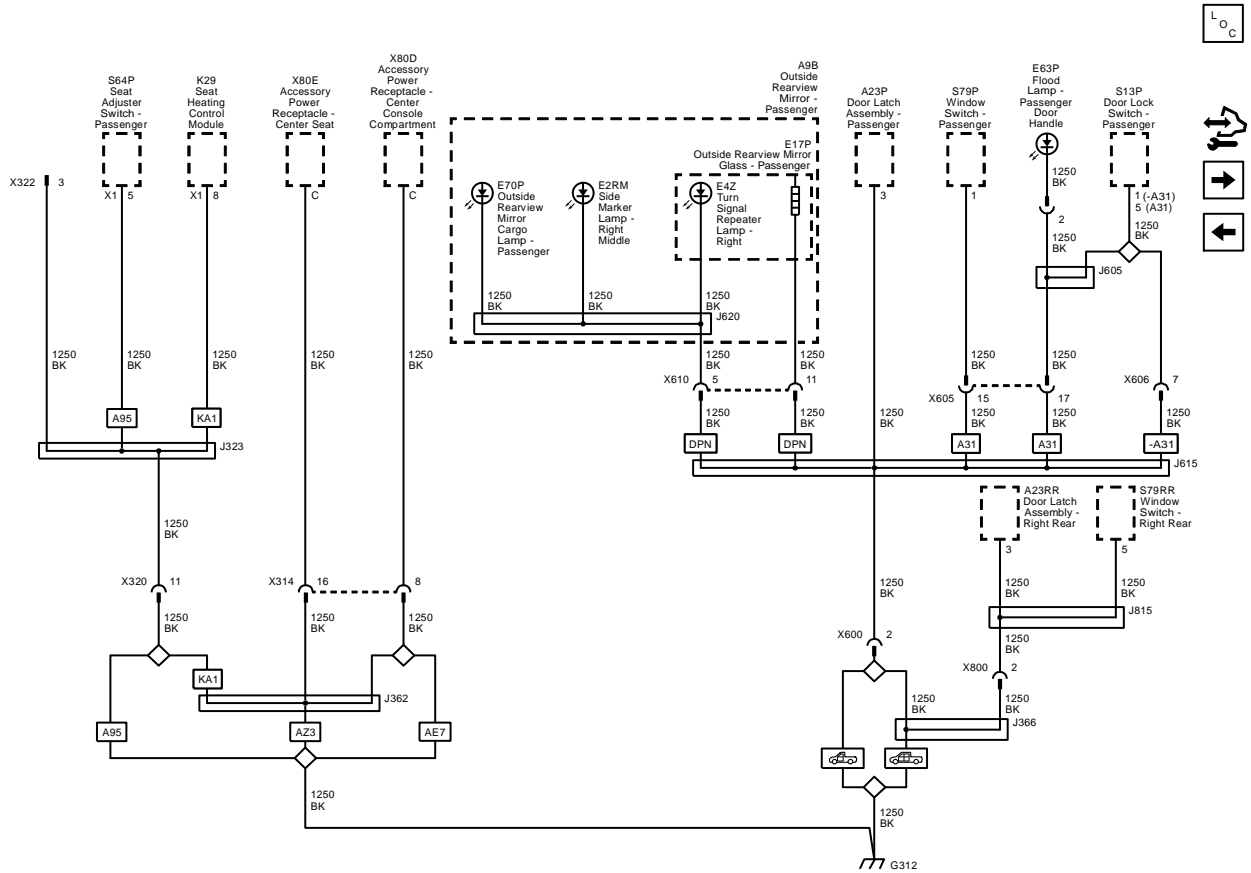 L
O
C
S64P
Seat
Adjuster
Switch -
Passenger
K29
Seat
Heating
Control
Module
X80E
Accessory
Power
Receptacle -
Center Seat
X80D
Accessory
Power
Receptacle -
Center
Console
Compartment
A9B
Outside
Rearview
Mirror -
Passenger
A23P
Door Latch
Assembly -
Passenger
S79P
Window
Switch -
Passenger
E63P
Flood
Lamp -
Passenger
Door
Handle
S13P
Door Lock
Switch -
Passenger
E17P
Outside Rearview Mirror
Glass - Passenger
X322
3
X1
5
X1
8
C
C
E70P
Outside
Rearview
Mirror
Cargo
Lamp -
Passenger
E2RM
Side
Marker
Lamp -
Right
Middle
E4Z
Turn
Signal
Repeater
Lamp -
Right
3
1
1250
BK
2
1250
BK
1 (-A31)
5 (A31)
1250
BK
J605
1250
BK
1250
BK
1250
BK
J620
1250
BK
1250
BK
1250
BK
1250
BK
1250
BK
1250
BK
1250
BK
1250
BK
1250
BK
X610
5
11
X605
15
17
X606
7
1250
BK
1250
BK
1250
BK
1250
BK
1250
BK
1250
BK
A95
KA1
J323
DPN
DPN
A31
A31
-A31
J615
A23RR
Door Latch
Assembly -
Right Rear
S79RR
Window
Switch -
Right Rear
3
5
1250
BK
X320
11
X314
16
8
1250
BK
1250
BK
1250
BK
1250
BK
1250
BK
1250
BK
J815
X600
2
1250
BK
X800
2
KA1
J362
1250
BK
1250
BK
J366
A95
AZ3
AE7
1250
BK
1250
BK
G312